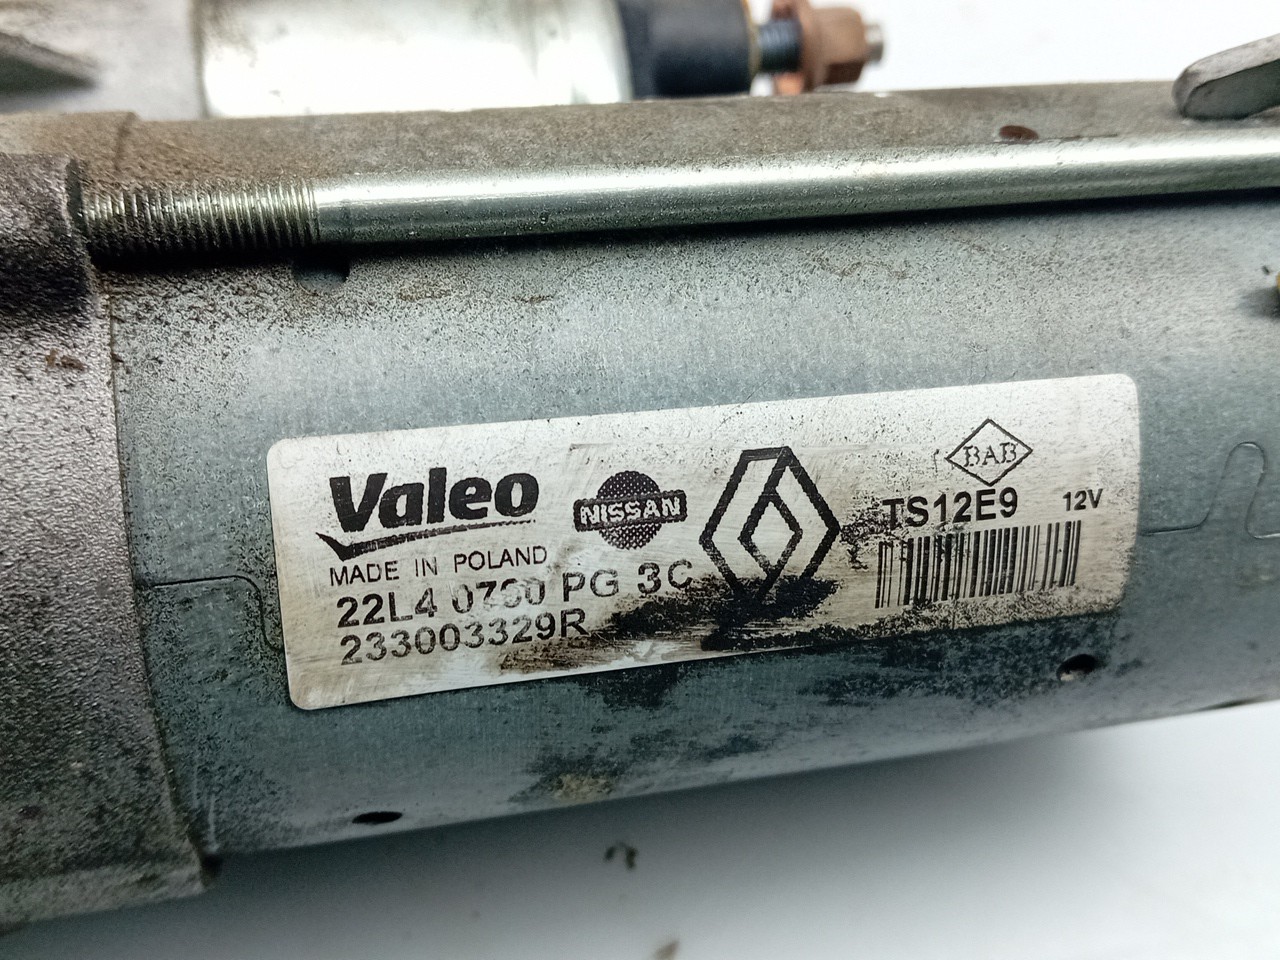 Valeo
MADE IN POLAND
22L4 PG 3C
233003329R
NISSAN
BAB
TS12E9 12V